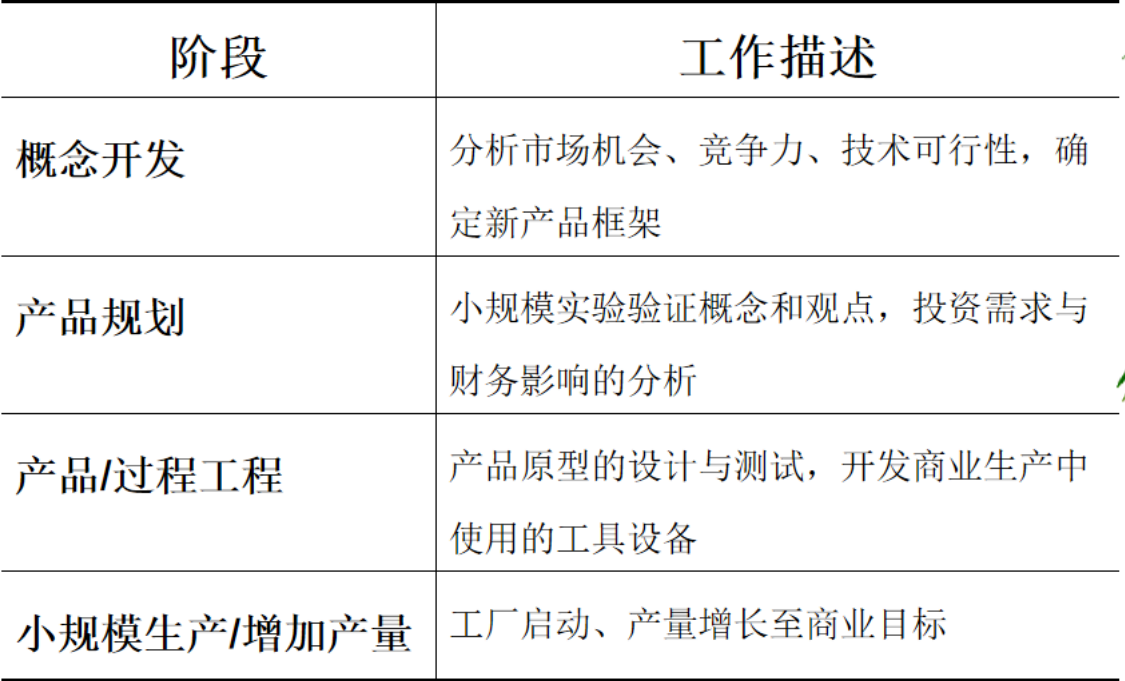 阶段
工作描述
概念开发
分析市场机会、竞争力、技术可行性，确
定新产品框架
产品规划
小规模实验验证概念和观点，投资需求与
财务影响的分析
产品/过程工程
产品原型的设计与测试，开发商业生产中
使用的工具设备
小规模生产/增加产量
工厂启动、产量增长至商业目标